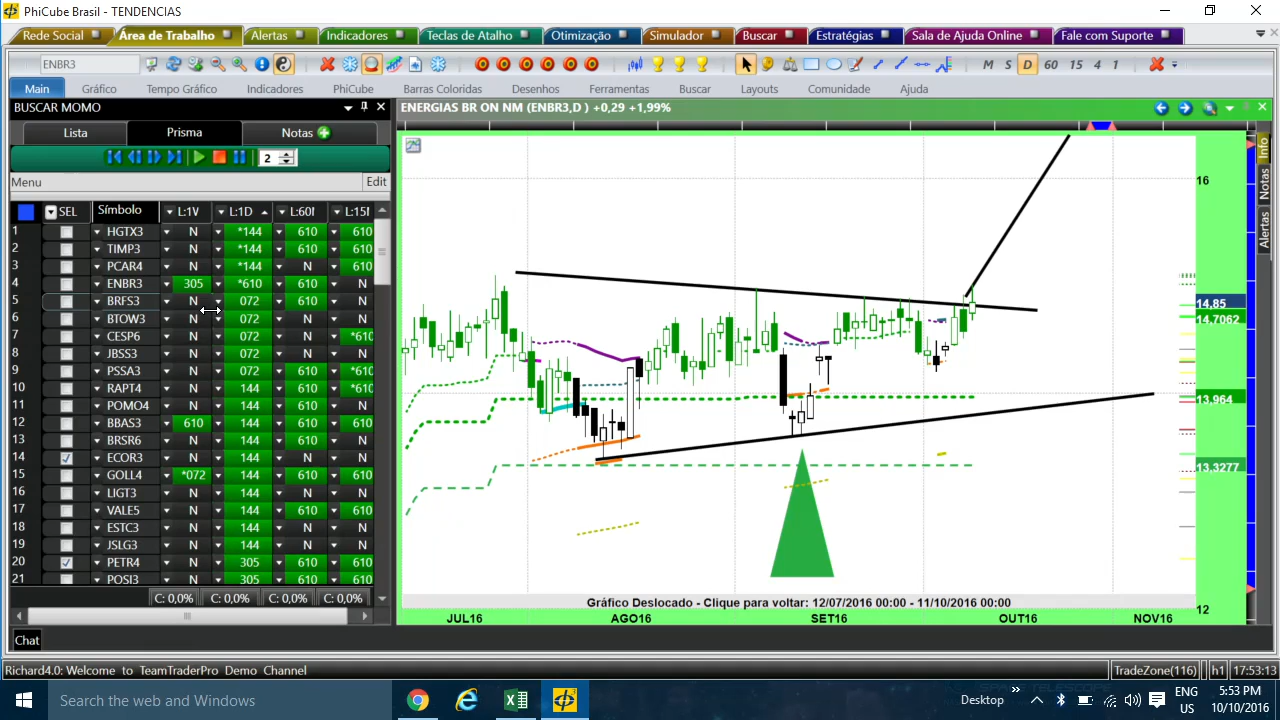 PhiCube Brasil - TENDENCIAS
Rede Social Área de Trabalho Alertas Indicadores Teclas de Atalho Otimização Simulador Buscar Estratégias Sala de Ajuda Online Fale com Suporte
ENBR3 M S D 60 15 4 1
Main Gráfico Tempo Gráfico Indicadores PhiCube Barras Coloridas Desenhos Ferramentas Buscar Layouts Comunidade Ajuda
BUSCAR MOMO
ENERGIAS BR ON NM (ENBR3,D ) +0,29 +1,99%
Lista Prisma Notas
2
Menu Edit
SEL Símbolo L:1D
1 HGTX3 N *144 610 610
2 TIMP3 N *144 610 610
3 PCAR4 N *144 N 610
4 ENBR3 305 *610 610 N
5 BRFS3 N 072 610 N
6 BTOW3 N 072 N N
7 CESP6 N 072 N *610
8 JBSS3 N 072 N N
9 PSSA3 N 072 N *610
10 RAPT4 N 144 N *610
11 ROMO4 N 144 610 N
12 BBAS3 610 144 610 610
13 BRSR6 N 144 610 N
14 ECOR3 N 144 N N
15 GOLL4 *072 144 610 610
16 LIGT3 N 144 N N
17 VALE5 N 144 610 610
18 ESTC3 N 144 N N
19 JSLG3 N 144 N N
20 PETR4 N 305 610 610
21 POSI3 N 305 610 610
C: 0,0% C: 0,0% C: 0,0% C: 0,0%
16
14,85
14,7062
13,964
13,3277
12
Info
Notas
Alertas
Gráfico Deslocado - Clique para voltar: 12/07/2016 00:00 - 11/10/2016 00:00
JUL16 AGO16 SET16 OUT16 NOV16
Chat
Richard4.0: Welcome to TeamTraderPro Demo Channel
TradeZone(116) h1 17:53:13
Search the web and Windows
Desktop
ENG
5:53 PM
10/10/2016